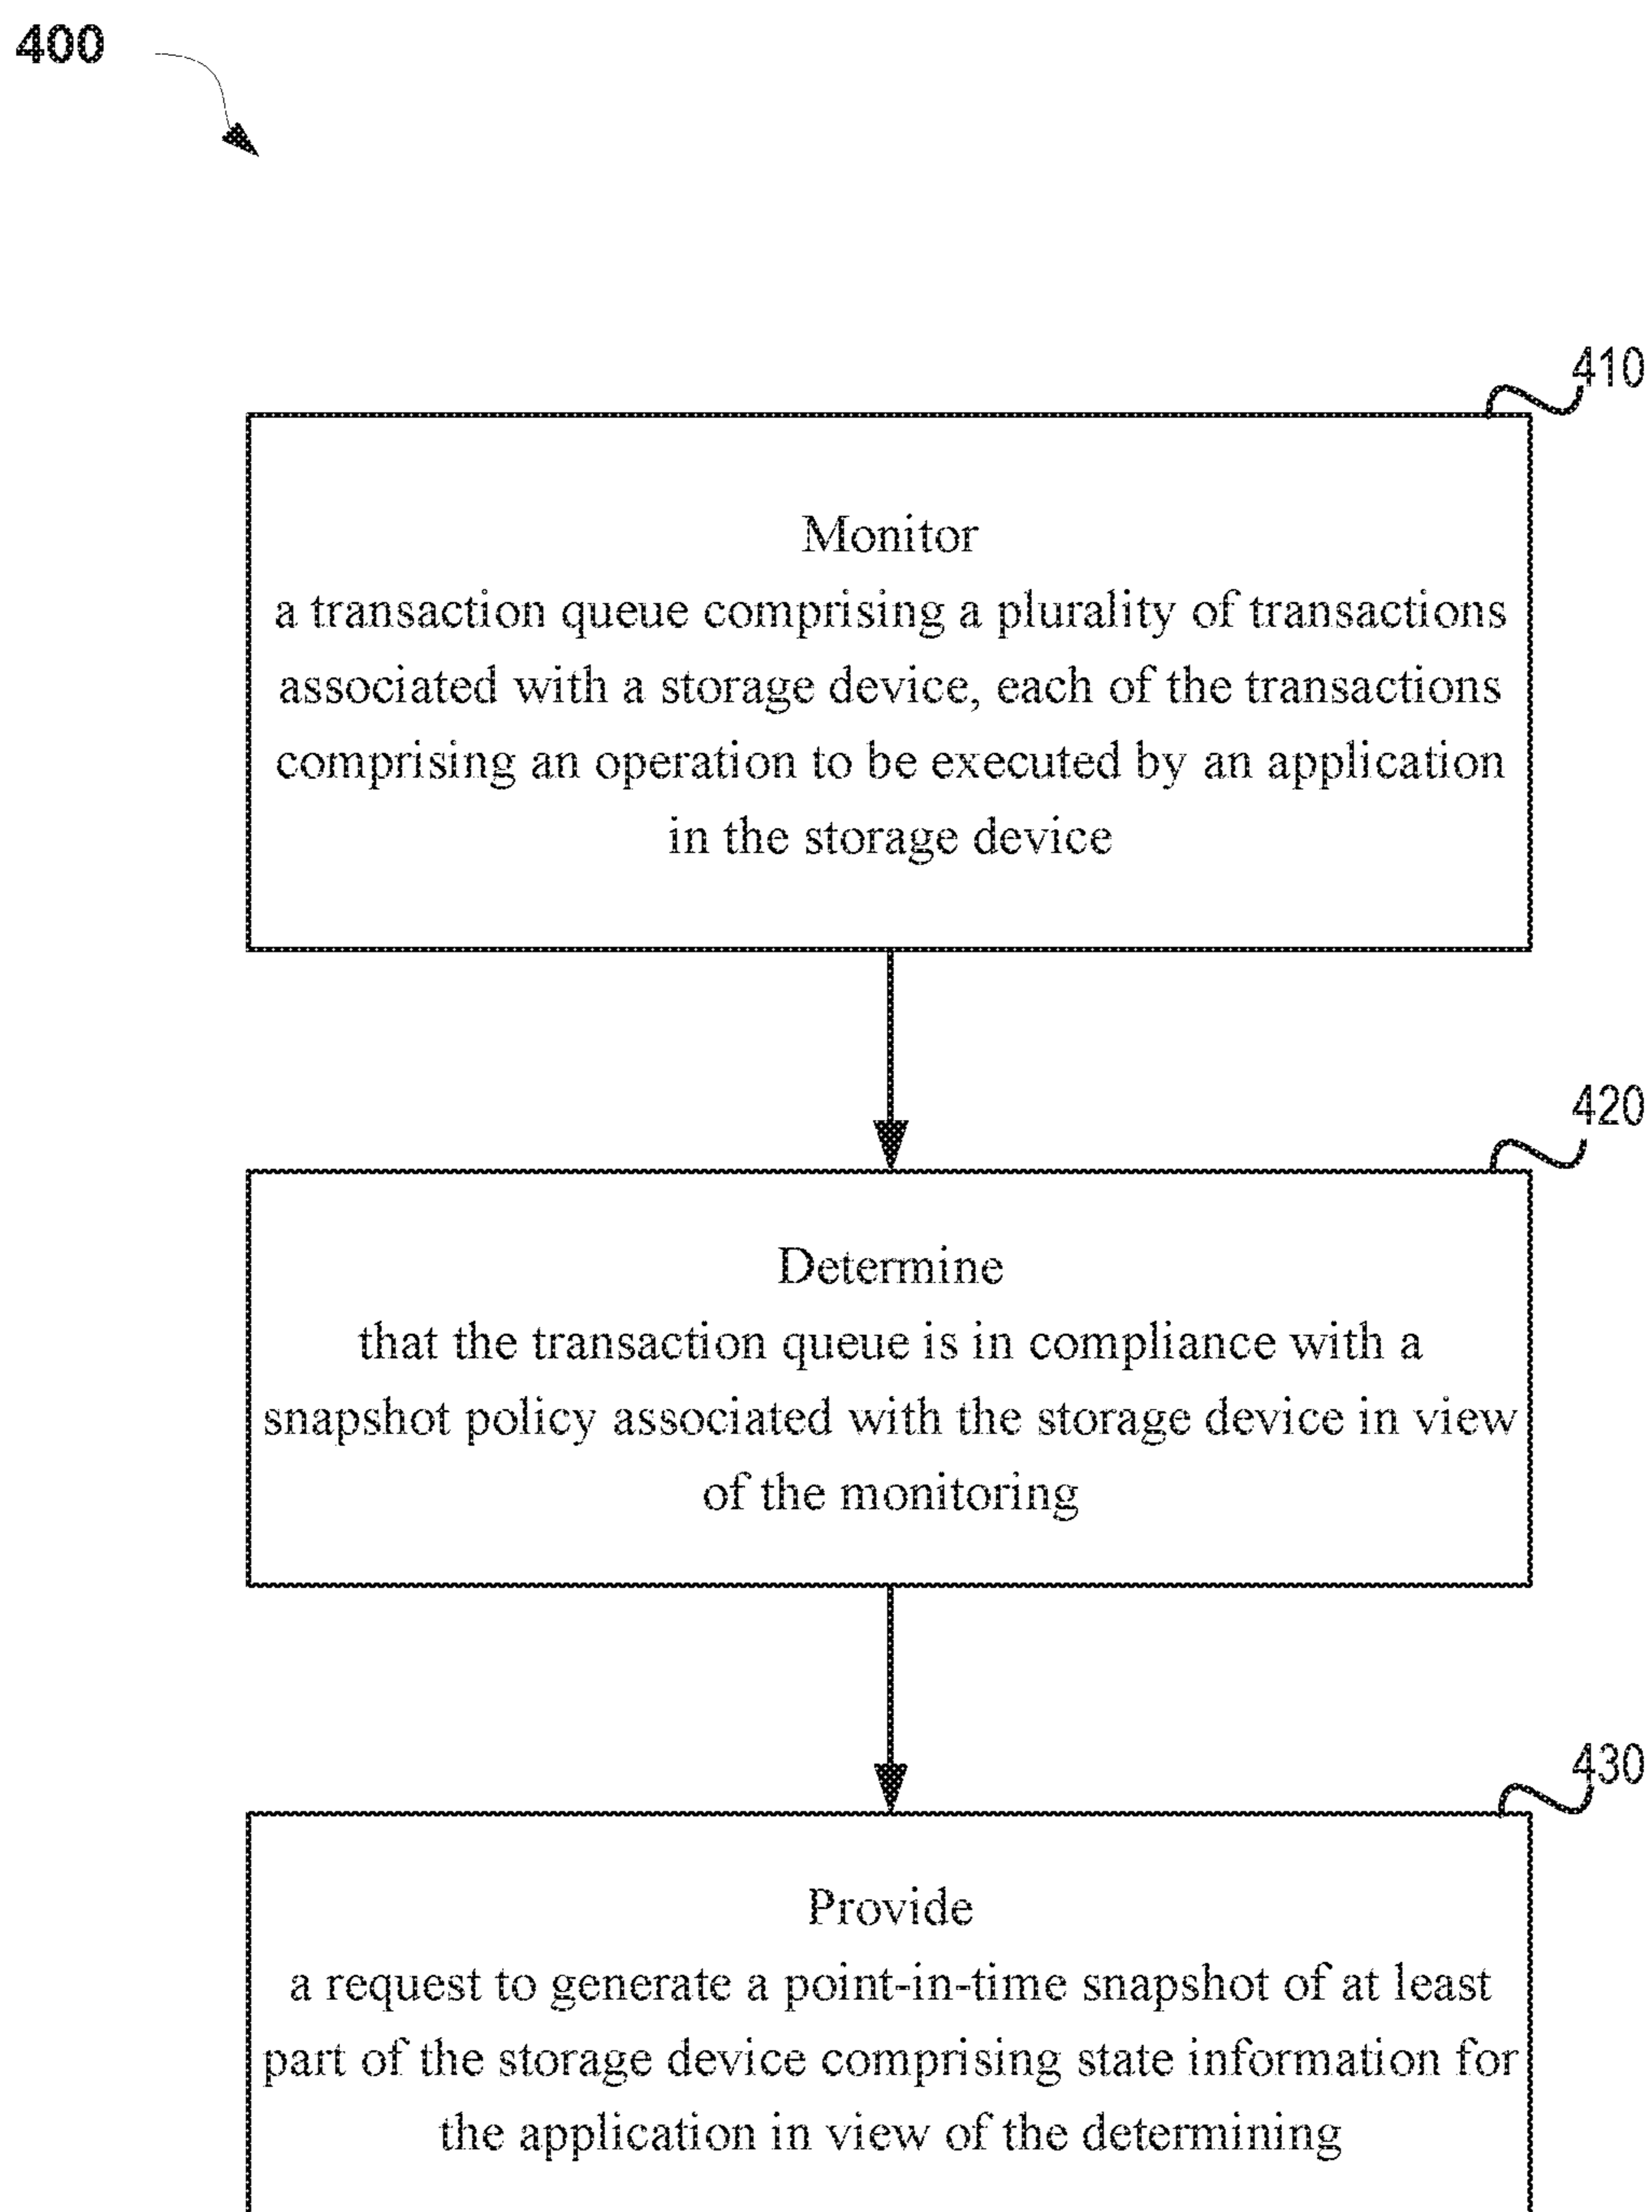 400
410
Monitor
a transaction queue comprising a plurality of transactions
associated with a storage device, each of the transactions
comprising an operation to be executed by an application
in the storage device
420
Determine
that the transaction queue is in compliance with a
snapshot policy associated with the storage device in view
of the monitoring
430
Provide
a request to generate a point-in-time snapshot of at least
part of the storage device comprising state information for
the application in view of the determining